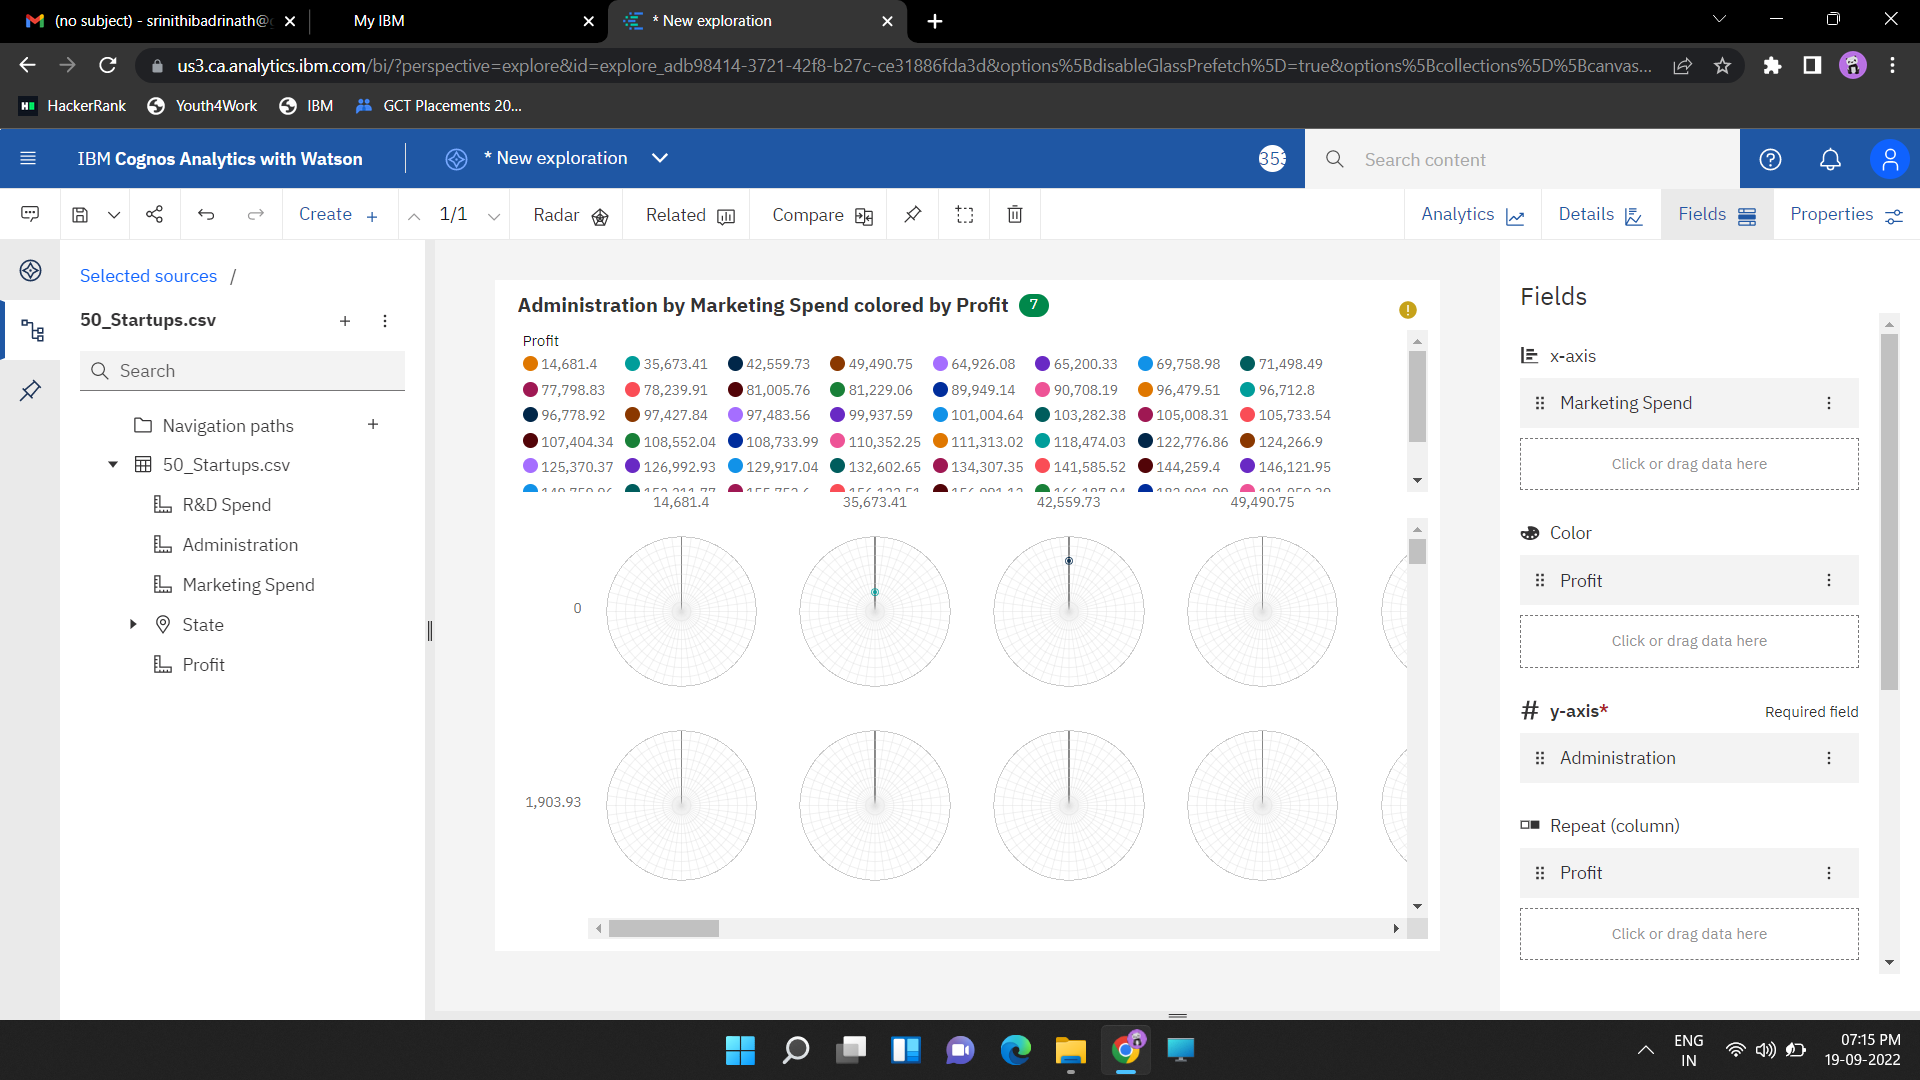 (no subject) - srinithibadrinath@
My IBM
* New exploration
us3.ca.analytics.ibm.com/bi/?perspective=explore&id=explore_adb98414-3721-42f8-b27c-ce31886fda3d&options%5BdisableGlassPrefetch%5D=true&options%5Bcollections%5D%5Bcanvas...
HackerRank Youth4Work IBM GCT Placements 20...
IBM Cognos Analytics with Watson
* New exploration
353
Search content
Create + 1/1 Radar Related Compare
Analytics Details Fields Properties
Selected sources /
50_Startups.csv
Search
Navigation paths
50_Startups.csv
R&D Spend
Administration
Marketing Spend
State
Profit
Administration by Marketing Spend colored by Profit 7
Profit
14,681.4 35,673.41 42,559.73 49,490.75 64,926.08 65,200.33 69,758.98 71,498.49
77,798.83 78,239.91 81,005.76 81,229.06 89,949.14 90,708.19 96,479.51 96,712.8
96,778.92 97,427.84 97,483.56 99,937.59 101,004.64 103,282.38 105,008.31 105,733.54
107,404.34 108,552.04 108,733.99 110,352.25 111,313.02 118,474.03 122,776.86 124,266.9
125,370.37 126,992.93 129,917.04 132,602.65 134,307.35 141,585.52 144,259.4 146,121.95
14,681.4 35,673.41 42,559.73 49,490.75
0
1,903.93
Fields
x-axis
Marketing Spend
Click or drag data here
Color
Profit
Click or drag data here
# y-axis* Required field
Administration
Repeat (column)
Profit
Click or drag data here
ENG
IN
07:15 PM
19-09-2022